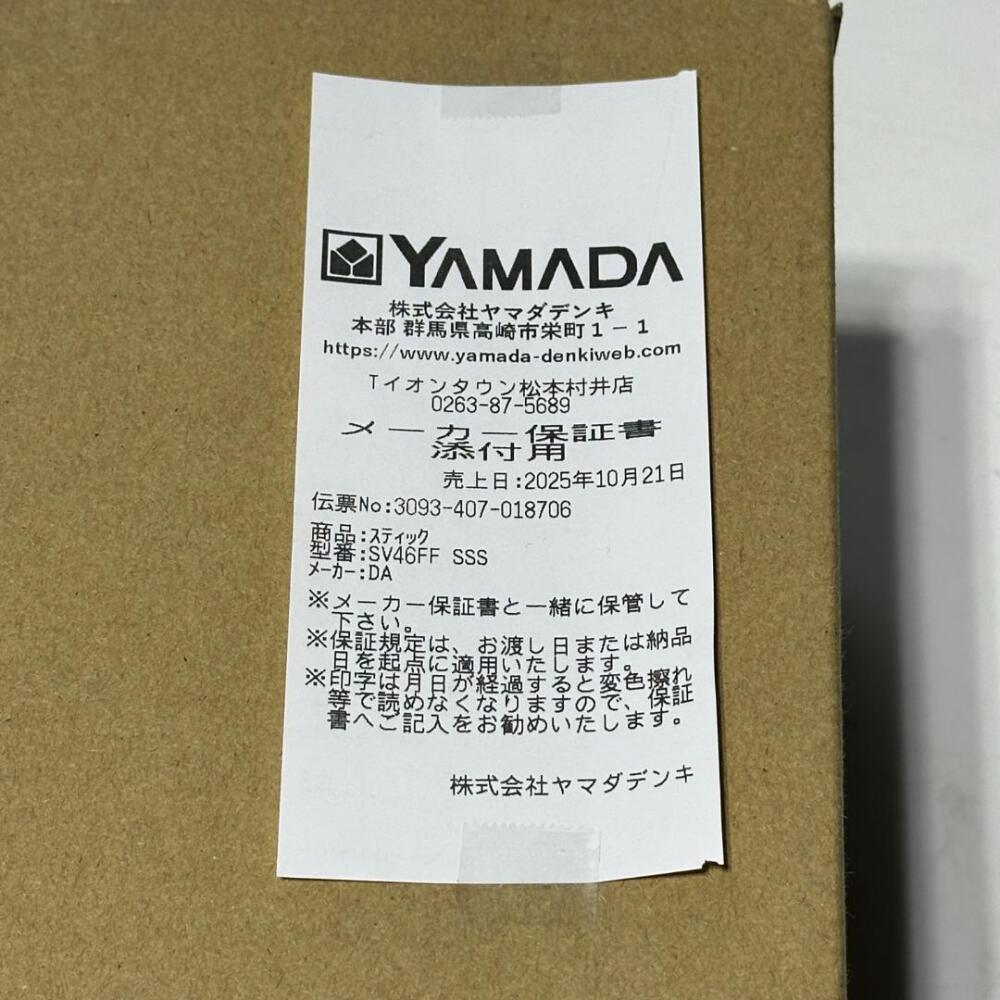 YAMADA
株式会社ヤマダデンキ
本部 群馬県高崎市栄町1-1
https://www.yamada-denkiweb.com
Tイオンタウン松本村井店
0263-87-5689
メーカー保証書
添付用
売上日:2025年10月21日
伝票No:3093-407-018706
商品:スティック
型番:SV46FF SSS
メーカー:DA
※メーカー保証書と一緒に保管して
下さい。
※保証規定は、お渡し日または納品
日を起点に適用いたします。
※印字は月日が経過すると変色擦れ
等で読めなくなりますので、保証
書へご記入をお勧めいたします。
株式会社ヤマダデンキ